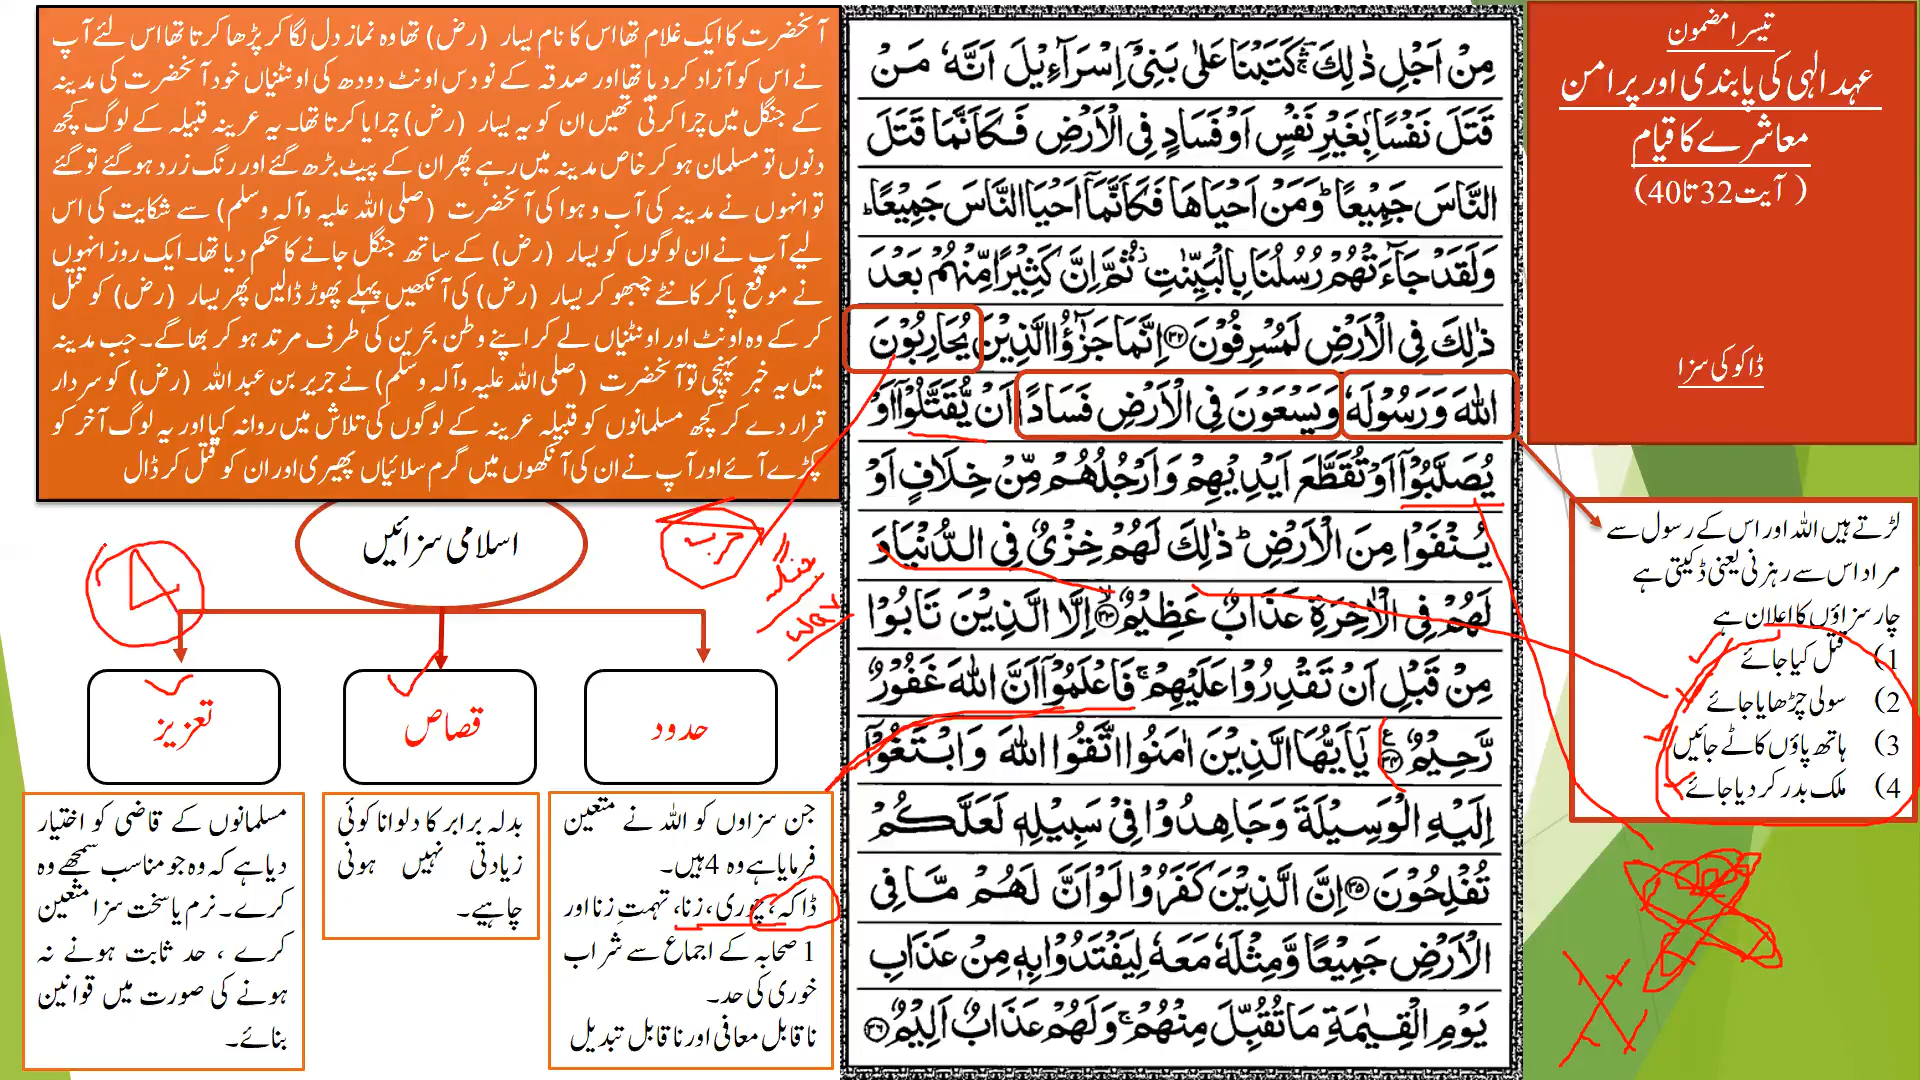 تیسرا مضمون
عہد الٰہی کی پابندی اور پر امن
معاشرے کا قیام
( آیت 32 تا 40)
ڈاکو کی سزا
مِنْ اَجْلِ ذٰلِكَ ۛۚ كَتَبْنَا عَلٰى بَنِیْۤ اِسْرَآءِیْلَ اَنَّهٗ مَنْ
قَتَلَ نَفْسًۢا بِغَیْرِ نَفْسٍ اَوْ فَسَادٍ فِی الْاَرْضِ فَكَاَنَّمَا قَتَلَ
النَّاسَ جَمِیْعًا ؕ وَمَنْ اَحْیَاهَا فَكَاَنَّمَاۤ اَحْیَا النَّاسَ جَمِیْعًا ؕ
وَلَقَدْ جَآءَتْهُمْ رُسُلُنَا بِالْبَیِّنٰتِ ؗ ثُمَّ اِنَّ كَثِیْرًا مِّنْهُمْ بَعْدَ
ذٰلِكَ فِی الْاَرْضِ لَمُسْرِفُوْنَ ۝۳۲ اِنَّمَا جَزٰٓؤُا الَّذِیْنَ یُحَارِبُوْنَ
اللّٰهَ وَرَسُوْلَهٗ وَیَسْعَوْنَ فِی الْاَرْضِ فَسَادًا اَنْ یُّقَتَّلُوْۤا اَوْ
یُصَلَّبُوْۤا اَوْ تُقَطَّعَ اَیْدِیْهِمْ وَاَرْجُلُهُمْ مِّنْ خِلَافٍ اَوْ
یُنْفَوْا مِنَ الْاَرْضِ ؕ ذٰلِكَ لَهُمْ خِزْیٌ فِی الدُّنْیَا وَ
لَهُمْ فِی الْاٰخِرَةِ عَذَابٌ عَظِیْمٌ ۝۳۳ اِلَّا الَّذِیْنَ تَابُوْا
مِنْ قَبْلِ اَنْ تَقْدِرُوْا عَلَیْهِمْ ۚ فَاعْلَمُوْۤا اَنَّ اللّٰهَ غَفُوْرٌ
رَّحِیْمٌ ۝۳۴ یٰۤاَیُّهَا الَّذِیْنَ اٰمَنُوا اتَّقُوا اللّٰهَ وَابْتَغُوْۤا
اِلَیْهِ الْوَسِیْلَةَ وَجَاهِدُوْا فِیْ سَبِیْلِهٖ لَعَلَّكُمْ
تُفْلِحُوْنَ ۝۳۵ اِنَّ الَّذِیْنَ كَفَرُوْا لَوْ اَنَّ لَهُمْ مَّا فِی
الْاَرْضِ جَمِیْعًا وَّمِثْلَهٗ مَعَهٗ لِیَفْتَدُوْا بِهٖ مِنْ عَذَابِ
یَوْمِ الْقِیٰمَةِ مَا تُقُبِّلَ مِنْهُمْ ۚ وَلَهُمْ عَذَابٌ اَلِیْمٌ ۝۳۶
آنحضرت کا ایک غلام تھا اس کا نام یسار (رض) تھا وہ نماز دل لگا کر پڑھا کرتا تھا اس لئے آپ
نے اس کو آزاد کر دیا تھا اور صدقہ کے نو دس اونٹ دودھ کی اونٹنیاں خود آنحضرت کی مدینہ
کے جنگل میں چرا کرتی تھیں ان کو یہ یسار (رض) چرایا کرتا تھا۔ یہ عرینہ قبیلہ کے لوگ کچھ
دنوں تو مسلمان ہو کر خاص مدینہ میں رہے پھر ان کے پیٹ بڑھ گئے اور رنگ زرد ہو گئے تو گئے
تو انہوں نے مدینہ کی آب و ہوا کی آنحضرت (صلی اللہ علیہ وآلہ وسلم) سے شکایت کی اس
لیے آپ نے ان لوگوں کو یسار (رض) کے ساتھ جنگل جانے کا حکم دیا تھا۔ ایک روز انہوں
نے موقع پا کر کانٹے چبھو کر یسار (رض) کی آنکھیں پہلے پھوڑ ڈالیں پھر یسار (رض) کو قتل
کر کے وہ اونٹ اور اونٹنیاں لے کر اپنے وطن بحرین کی طرف مرتد ہو کر بھاگے۔ جب مدینہ
میں یہ خبر پہنچی تو آنحضرت (صلی اللہ علیہ وآلہ وسلم) نے جریر بن عبد اللہ (رض) کو سردار
قرار دے کر کچھ مسلمانوں کو قبیلہ عرینہ کے لوگوں کی تلاش میں روانہ کیا اور یہ لوگ آخر کو
پکڑے آئے اور آپ نے ان کی آنکھوں میں گرم سلائیاں پھیری اور ان کو قتل کر ڈال
لڑتے ہیں اللہ اور اس کے رسول سے
مراد اس سے رہزنی یعنی ڈکیتی ہے
چار سزاؤں کا اعلان ہے
1) قتل کیا جائے
2) سولی چڑھایا جائے
3) ہاتھ پاؤں کاٹے جائیں
4) ملک بدر کر دیا جائے
اسلامی سزائیں
حرب
جنگ
War
حدود
قصاص
تعزیز
جن سزاوں کو اللہ نے متعین
فرمایا ہے وہ 4 ہیں۔
ڈاکہ، چوری، زنا، تہمتِ زنا اور
1 صحابہ کے اجماع سے شراب
خوری کی حد۔
ناقابل معافی اور ناقابل تبدیل
بدلہ برابر کا دلوانا کوئی
زیادتی نہیں ہونی
چاہیے۔
مسلمانوں کے قاضی کو اختیار
دیا ہے کہ وہ جو مناسب سمجھے وہ
کرے۔ نرم یا سخت سزا متعین
کرے ، حد ثابت ہونے نہ
ہونے کی صورت میں قوانین
بنائے۔